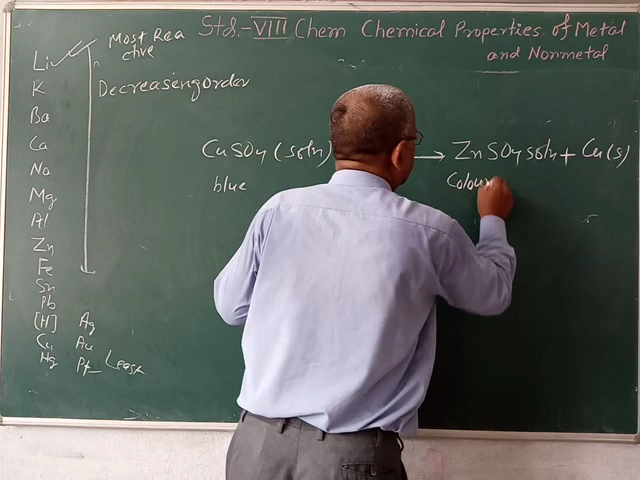 Std.-VIII Chem Chemical Properties of Metal
and Nonmetal
Most Rea
ctive
Decreasing order
Li
K
Ba
Ca
Na
Mg
Al
Zn
Fe
Sn
Pb
[H]
Cu
Hg
Ag
Au
Pt Least
CuSO4 (soln) → ZnSO4 soln + Cu(s)
blue
Colour